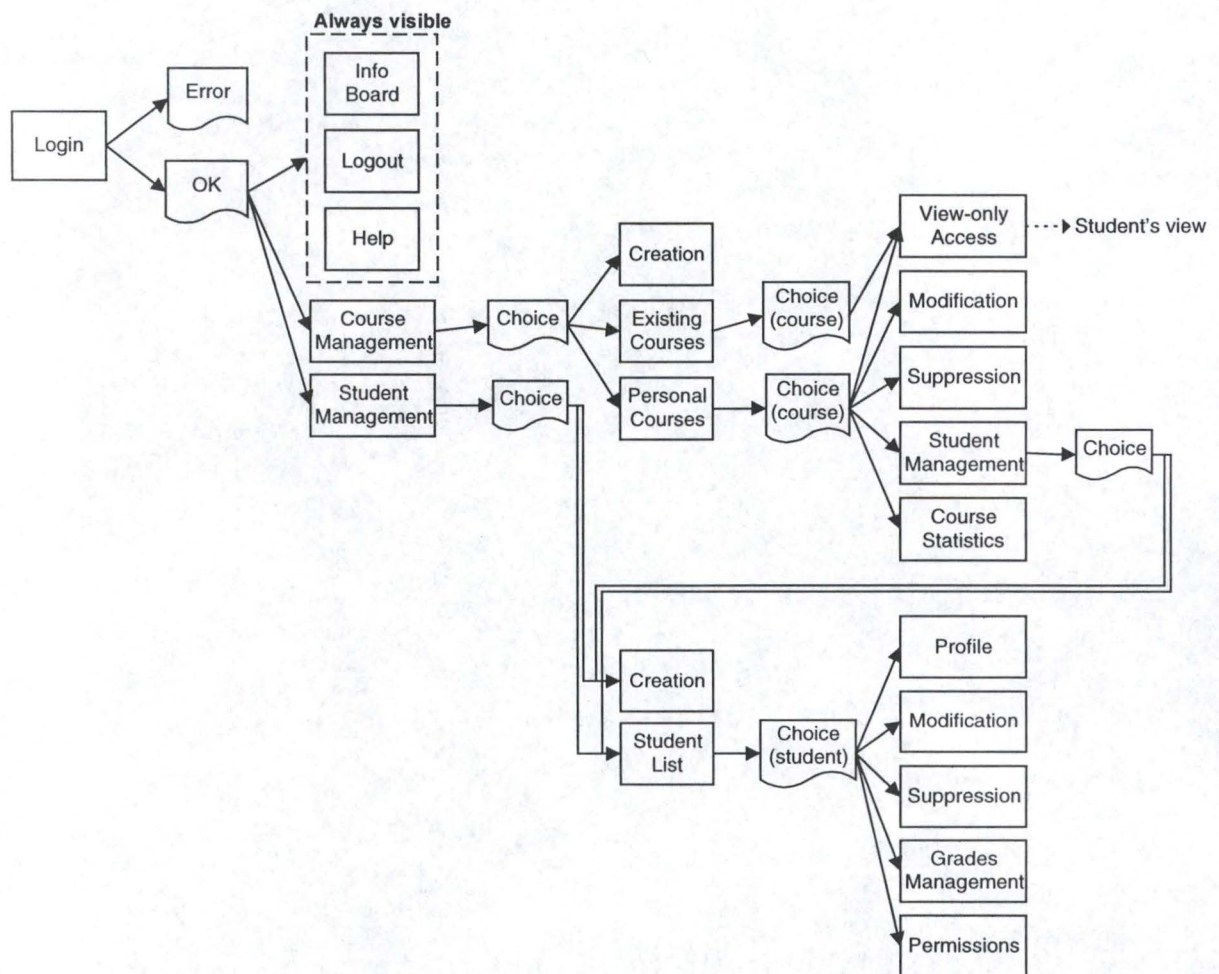 Always visible
Info
Board
Logout
Help
Login
Error
OK
Course
Management
Student
Management
Choice
Choice
Creation
Existing
Courses
Personal
Courses
Choice
(course)
Choice
(course)
View-only
Access
Student's view
Modification
Suppression
Student
Management
Course
Statistics
Choice
Creation
Student
List
Choice
(student)
Profile
Modification
Suppression
Grades
Management
Permissions